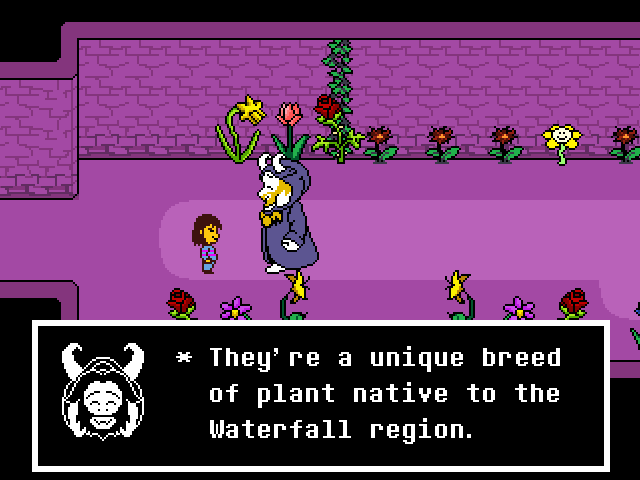 * They're a unique breed
of plant native to the
Waterfall region.